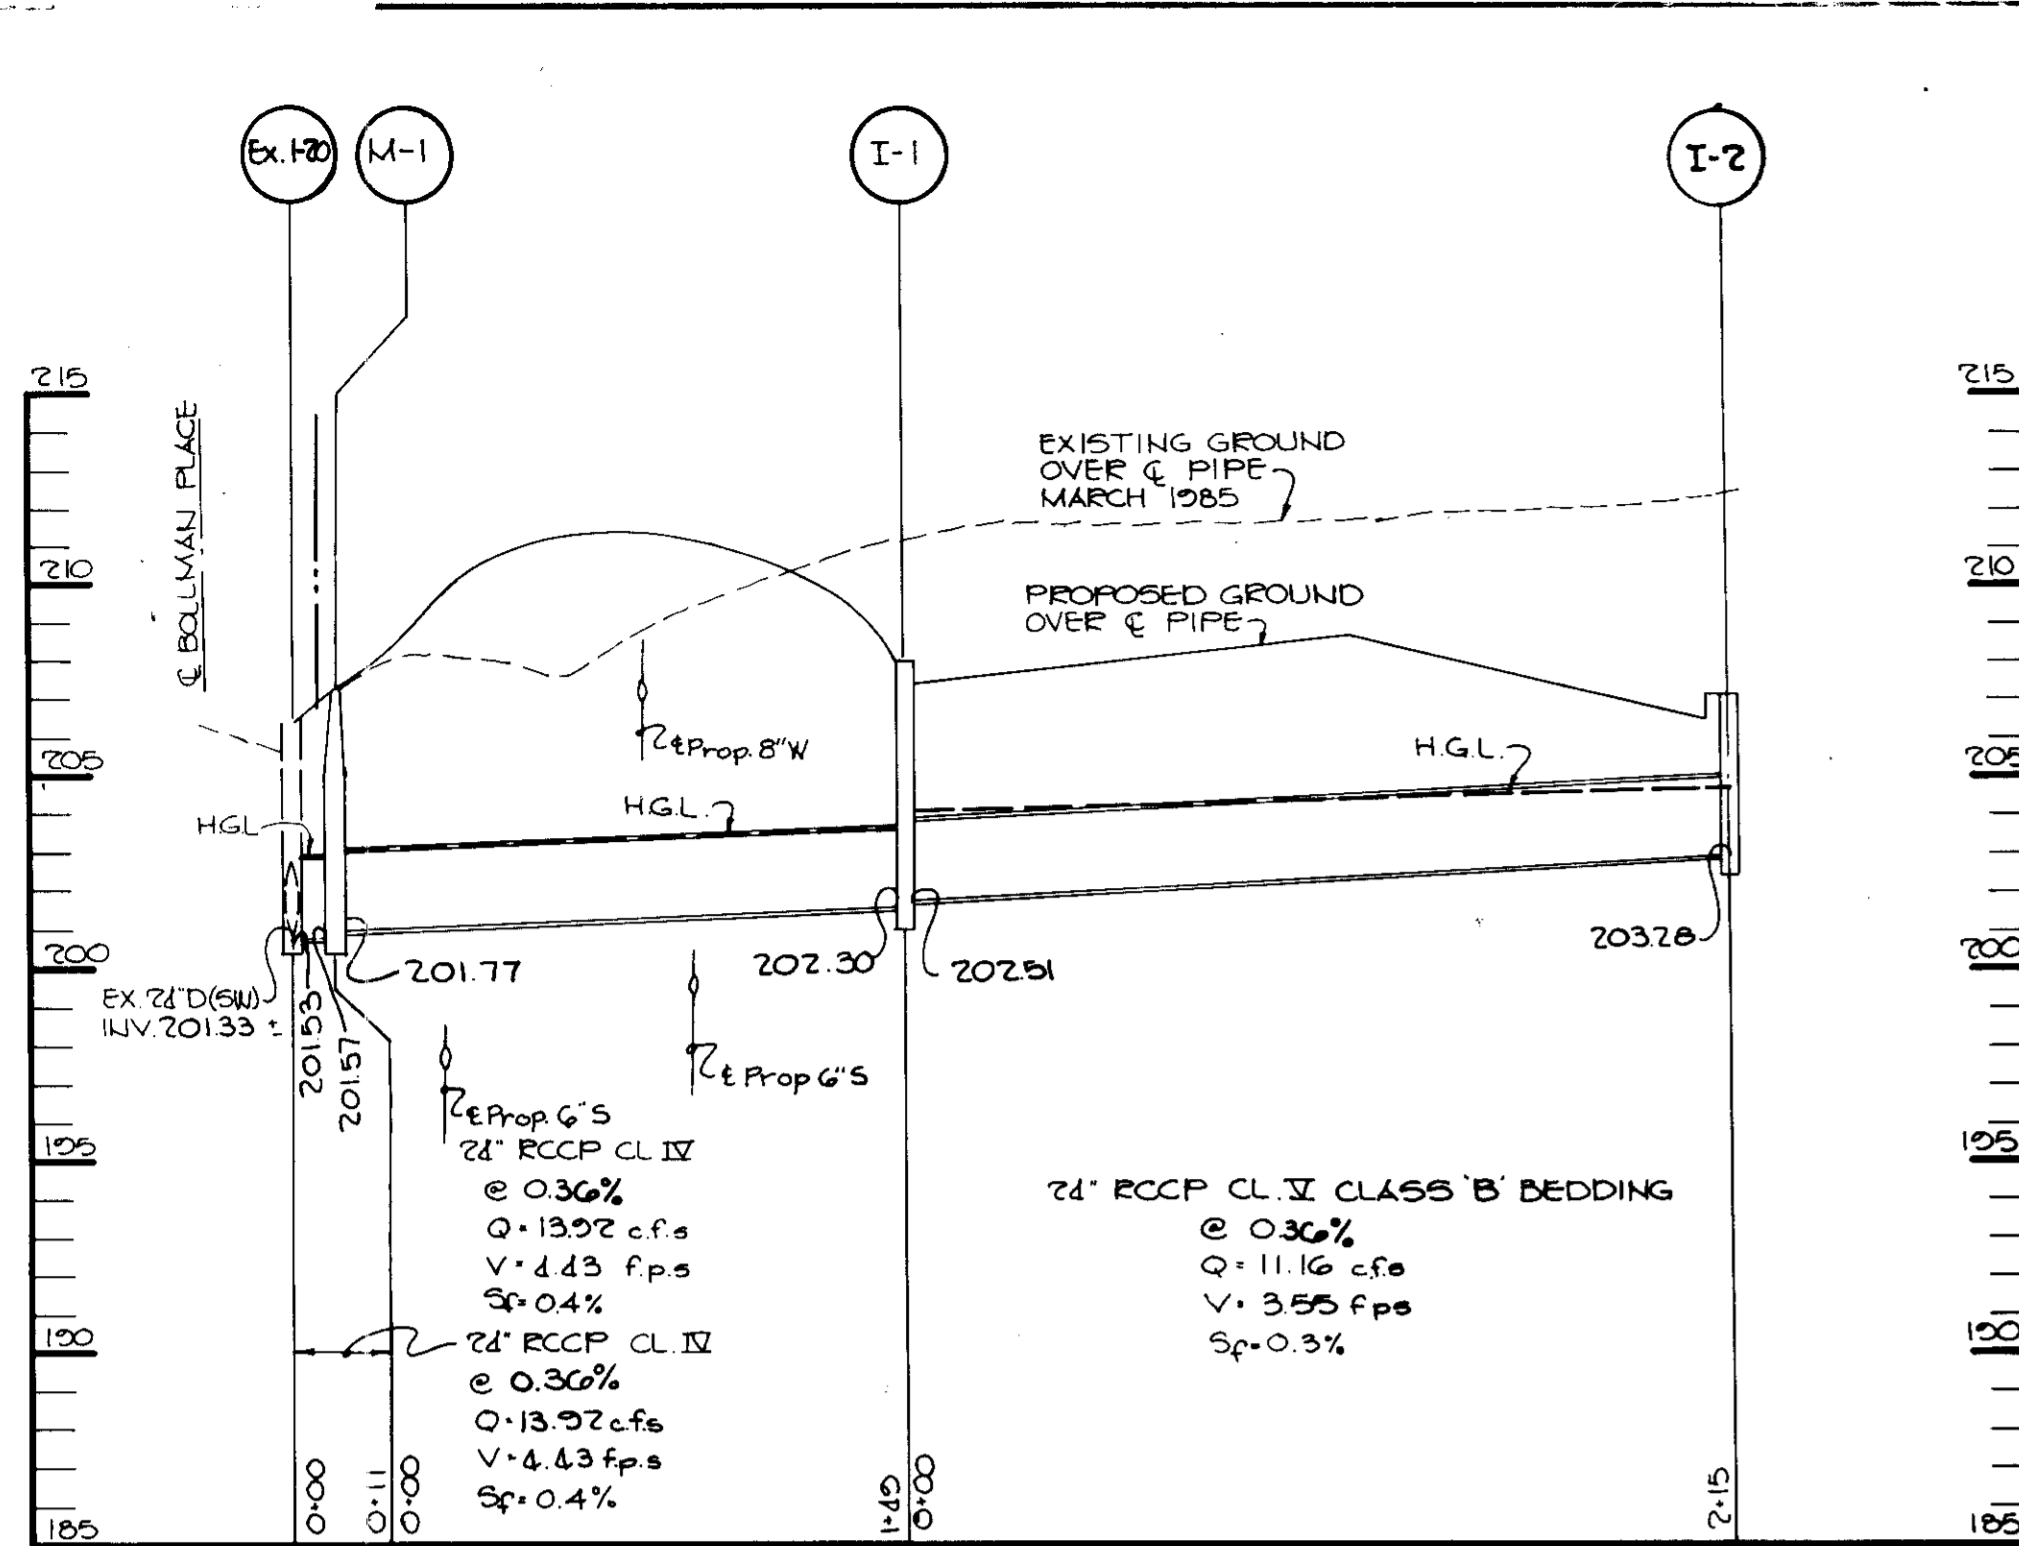 Ex. I-20
M-1
I-1
I-2
215
210
205
200
195
190
185
215
210
205
200
195
190
185
℄ BOLLMAN PLACE
EXISTING GROUND
OVER ℄ PIPE
MARCH 1985
PROPOSED GROUND
OVER ℄ PIPE
℄ Prop. 8"W
H.G.L.
H.G.L.
H.G.L
EX. 24"D(SW)
INV. 201.33 ±
201.53
201.57
201.77
202.30
202.51
203.28
℄ Prop 6"S
℄ Prop. 6"S
24" RCCP CL IV
@ 0.36%
Q = 13.92 c.f.s
V = 4.43 f.p.s
Sf = 0.4%
24" RCCP CL. IV
@ 0.36%
Q = 13.92 c.f.s
V = 4.43 f.p.s
Sf = 0.4%
24" RCCP CL. V CLASS 'B' BEDDING
@ 0.36%
Q = 11.16 c.f.s
V = 3.55 fps
Sf = 0.3%
0+00
0+11
0+00
0+00
2+15